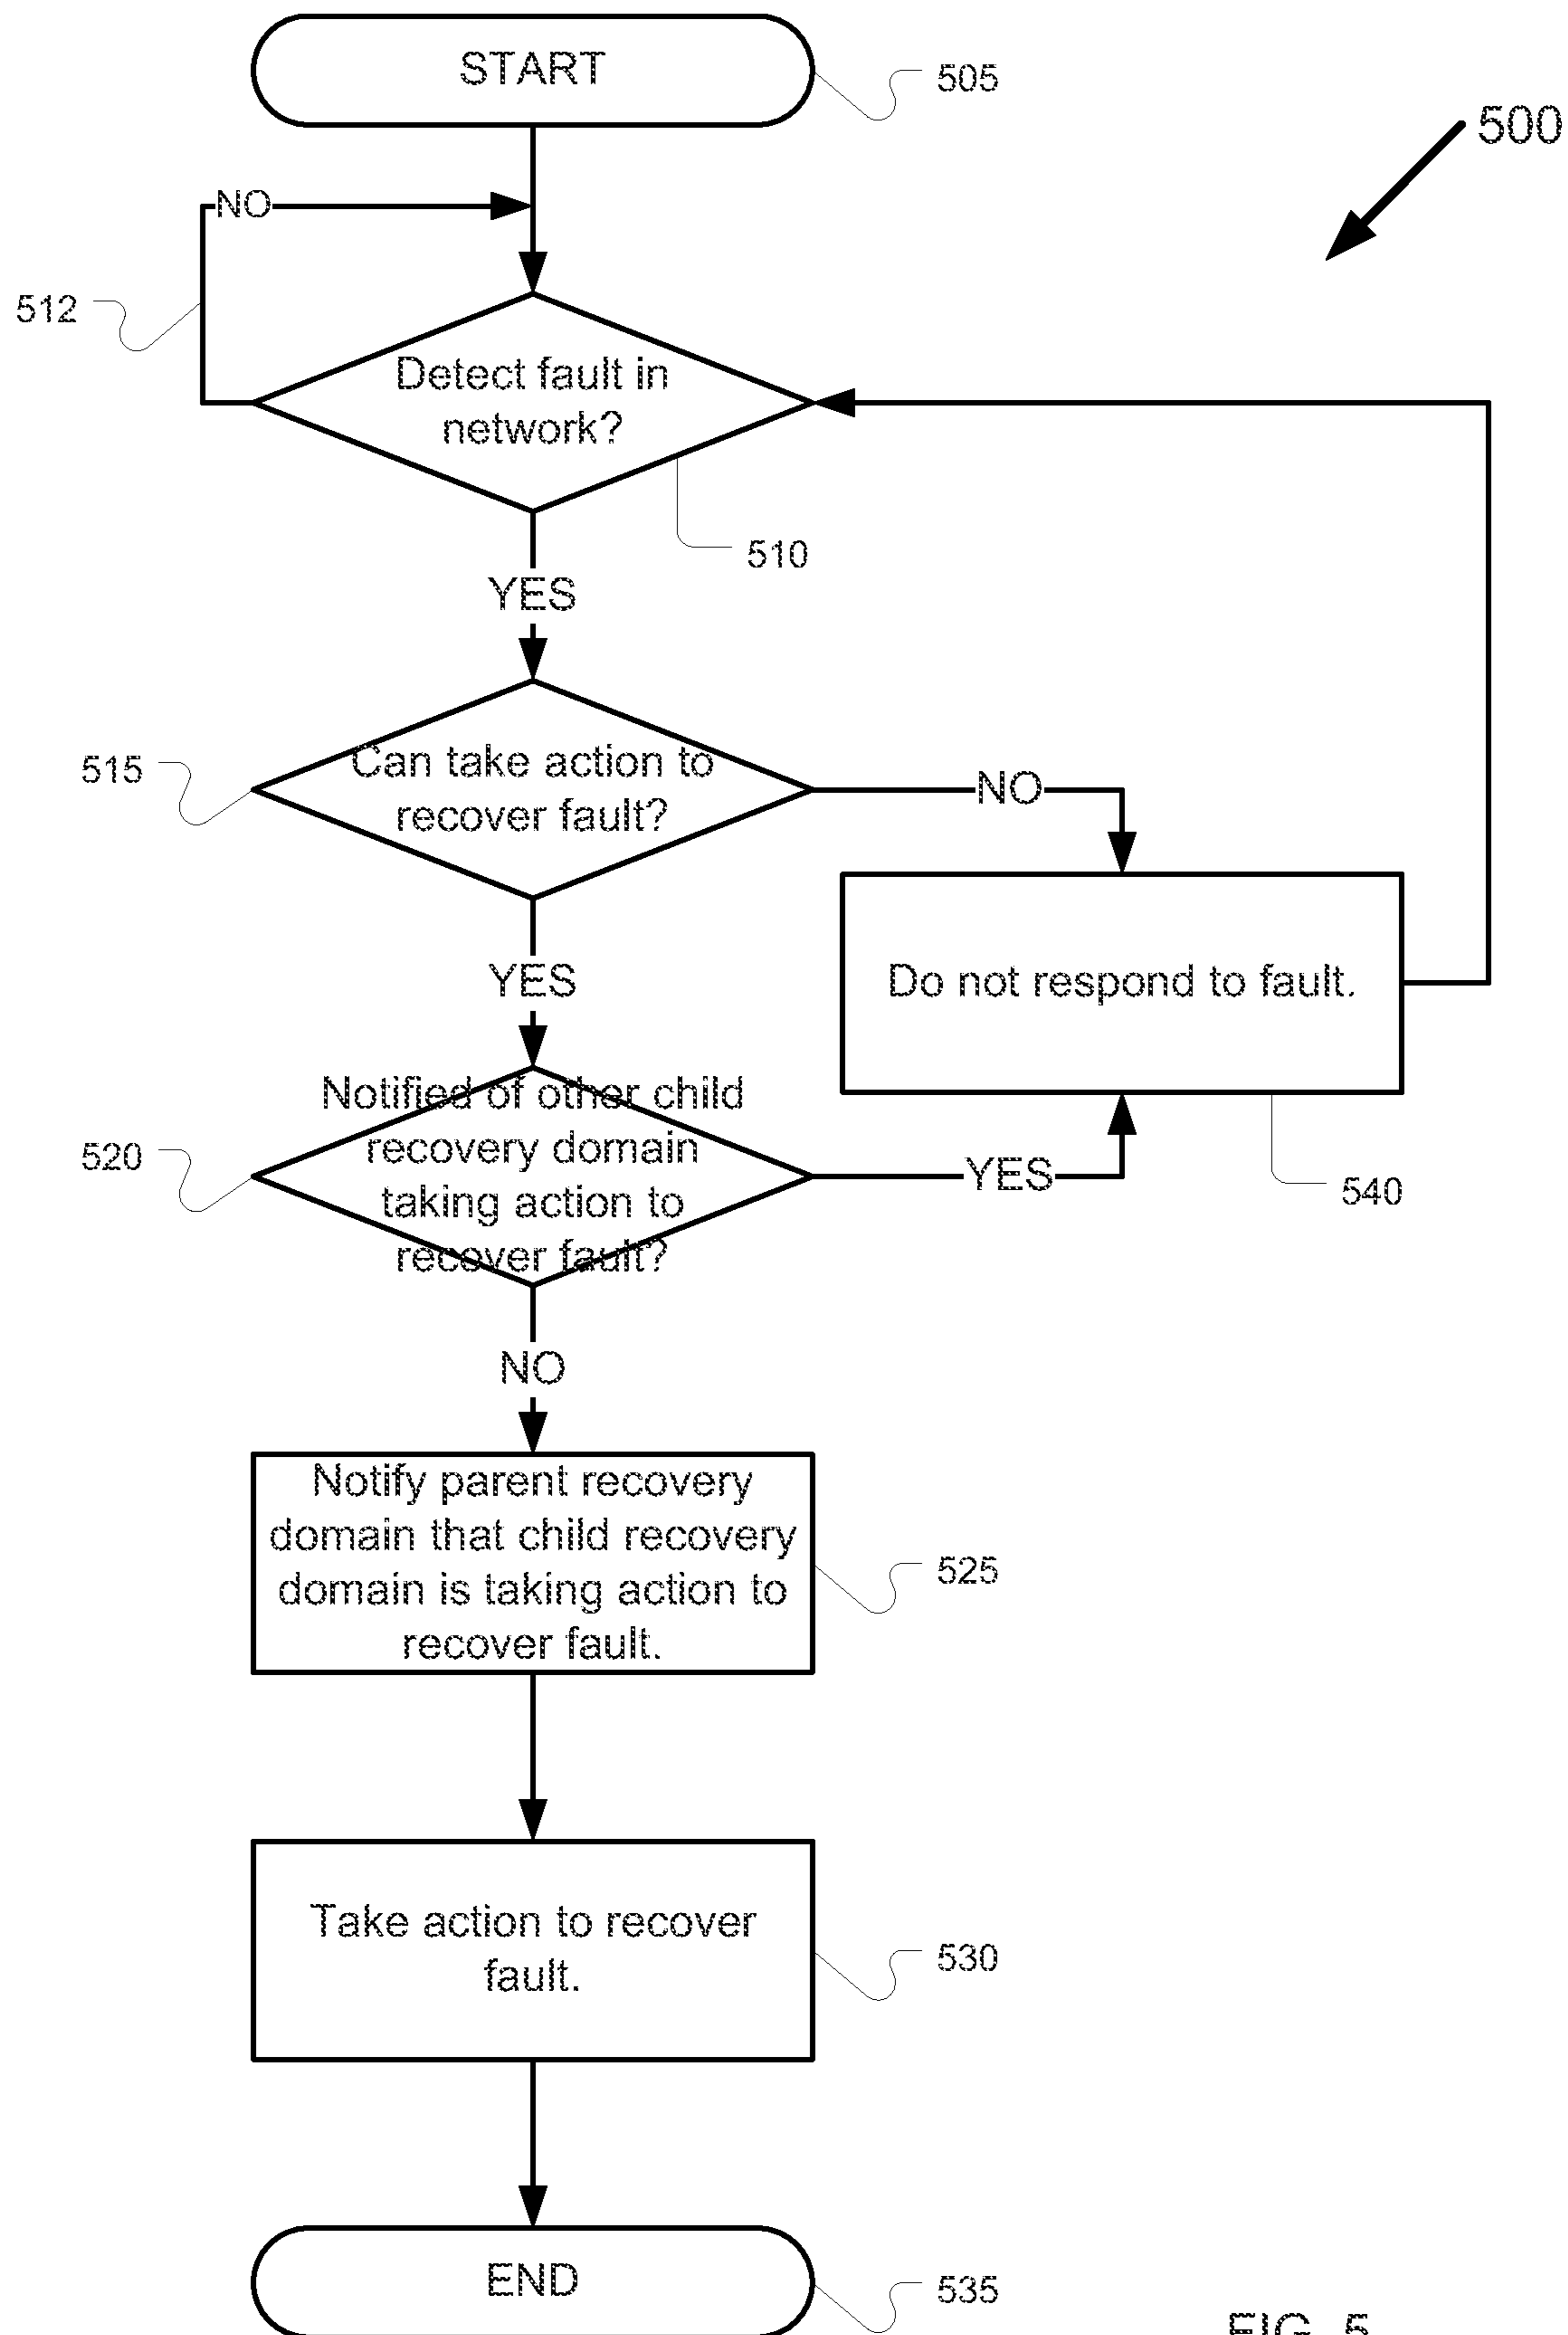 START
505
500
NO
512
Detect fault in
network?
510
YES
515
Can take action to
recover fault?
NO
Do not respond to fault.
YES
520
Notified of other child
recovery domain
taking action to
recover fault?
YES
540
NO
Notify parent recovery
domain that child recovery
domain is taking action to
recover fault.
525
Take action to recover
fault.
530
END
535
FIG. 5